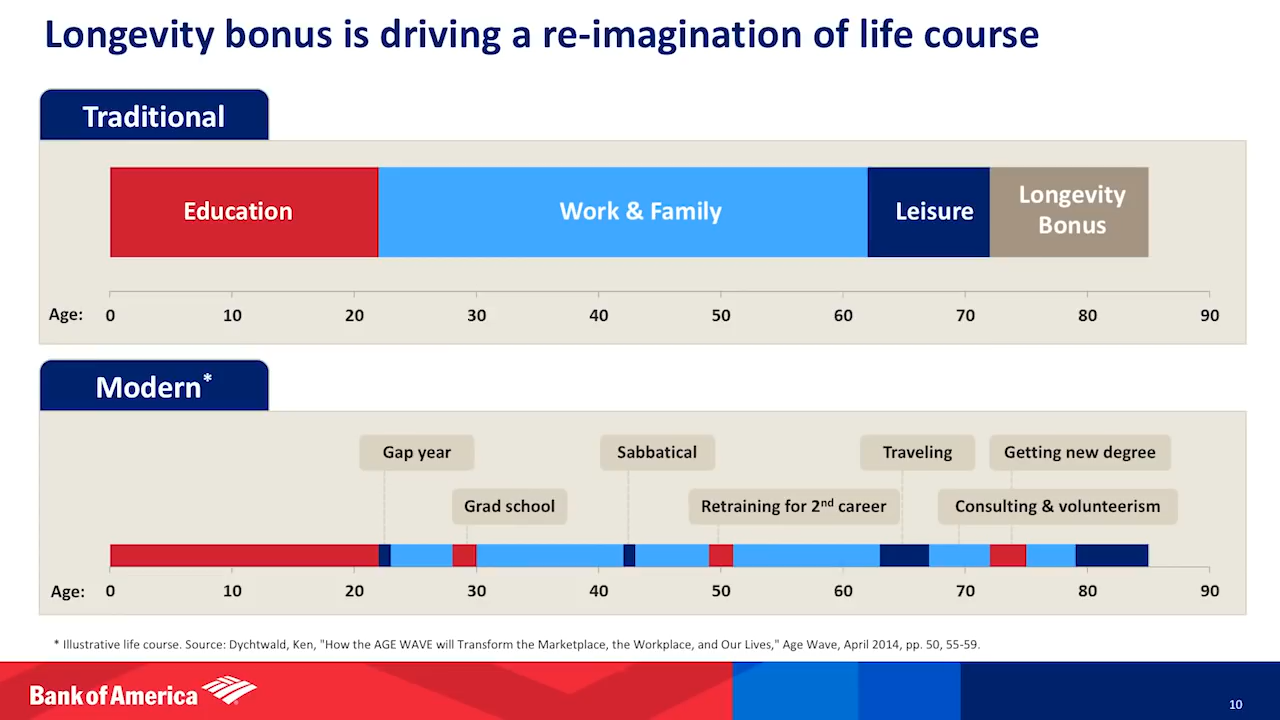 Longevity bonus is driving a re-imagination of life course
Traditional
Education
Work & Family
Leisure
Longevity
Bonus
Age: 0 10 20 30 40 50 60 70 80 90
Modern*
Gap year
Sabbatical
Traveling
Getting new degree
Grad school
Retraining for 2nd career
Consulting & volunteerism
Age: 0 10 20 30 40 50 60 70 80 90
* Illustrative life course. Source: Dychtwald, Ken, "How the AGE WAVE will Transform the Marketplace, the Workplace, and Our Lives," Age Wave, April 2014, pp. 50, 55-59.
Bank of America
10